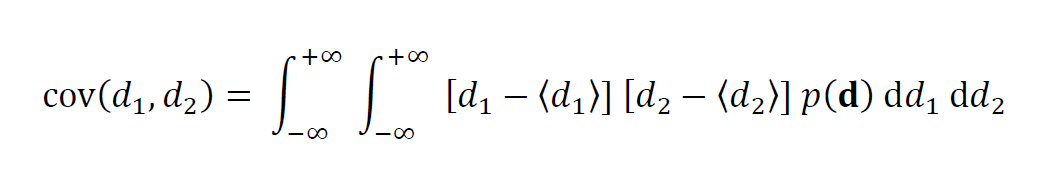 cov(d₁, d₂) = ∫₋∞⁺∞ ∫₋∞⁺∞ [d₁ − ⟨d₁⟩] [d₂ − ⟨d₂⟩] p(𝐝) dd₁ dd₂